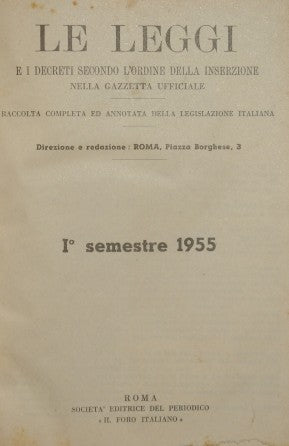 LE LEGGI
E I DECRETI SECONDO L'ORDINE DELLA INSERZIONE
NELLA GAZZETTA UFFICIALE
RACCOLTA COMPLETA ED ANNOTATA DELLA LEGISLAZIONE ITALIANA
Direzione e redazione: ROMA, Piazza Borghese, 3
I° semestre 1955
ROMA
SOCIETA' EDITRICE DEL PERIODICO
« IL FORO ITALIANO »